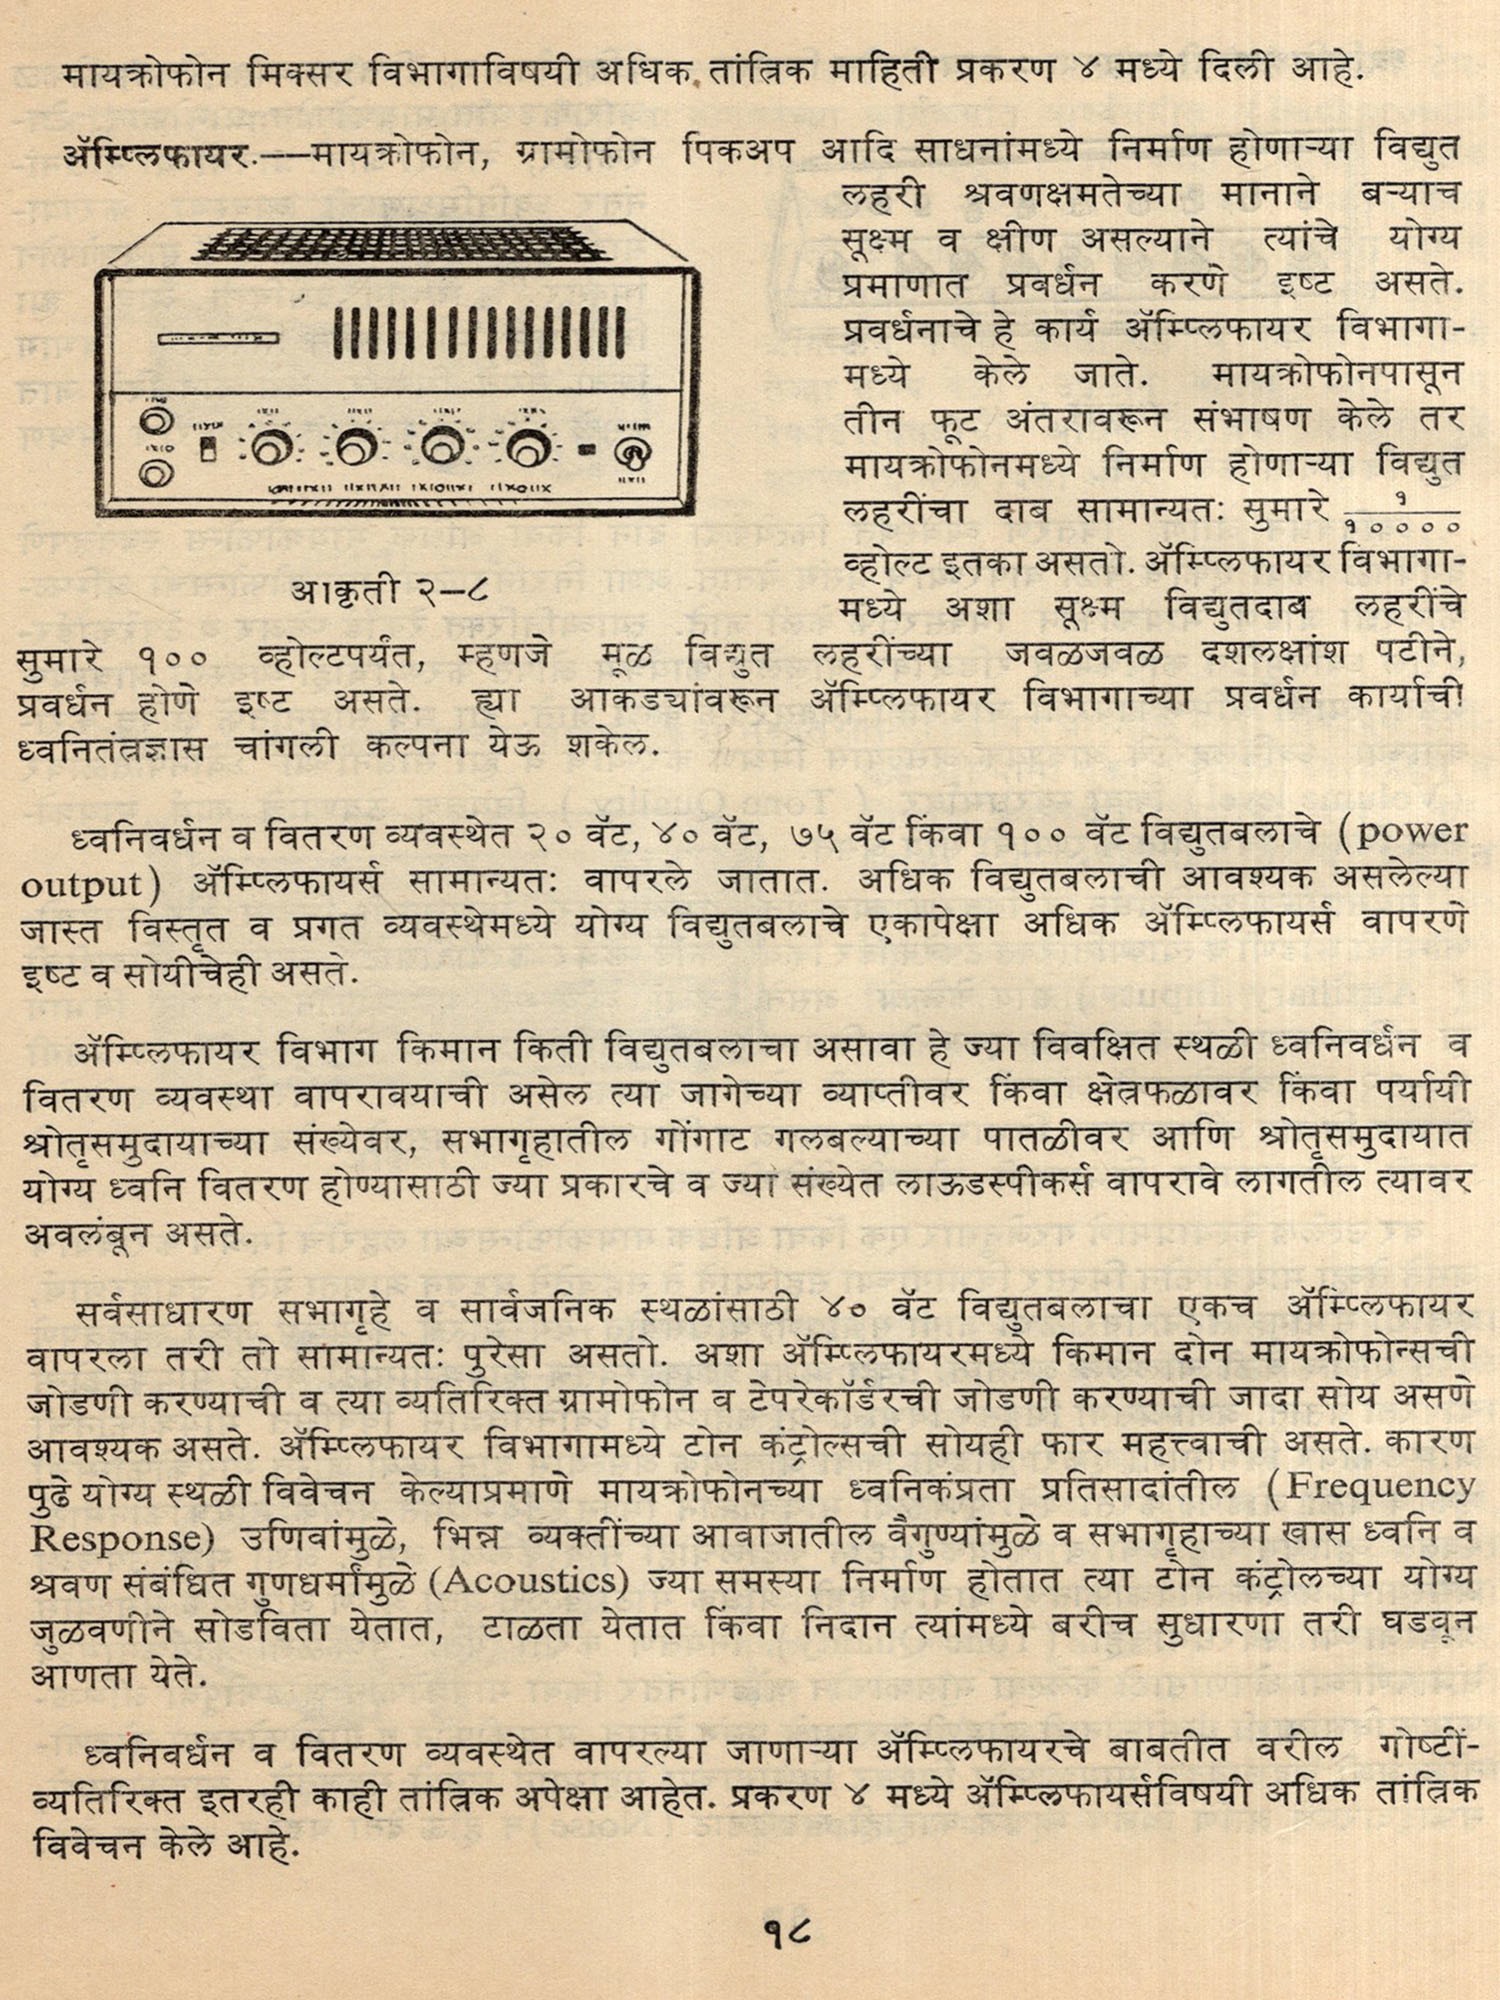 मायक्रोफोन मिक्सर विभागाविषयी अधिक तांत्रिक माहिती प्रकरण ४ मध्ये दिली आहे.
ॲम्प्लिफायर.——मायक्रोफोन, ग्रामोफोन पिकअप आदि साधनांमध्ये निर्माण होणाऱ्या विद्युत
लहरी श्रवणक्षमतेच्या मानाने बऱ्याच
सूक्ष्म व क्षीण असल्याने त्यांचे योग्य
प्रमाणात प्रवर्धन करणे इष्ट असते.
प्रवर्धनाचे हे कार्य ॲम्प्लिफायर विभागा-
मध्ये केले जाते. मायक्रोफोनपासून
तीन फूट अंतरावरून संभाषण केले तर
मायक्रोफोनमध्ये निर्माण होणाऱ्या विद्युत
लहरींचा दाब सामान्यतः सुमारे १/१००००
व्होल्ट इतका असतो. ॲम्प्लिफायर विभागा-
मध्ये अशा सूक्ष्म विद्युतदाब लहरींचे
आकृती २–८
सुमारे १०० व्होल्टपर्यंत, म्हणजे मूळ विद्युत लहरींच्या जवळजवळ दशलक्षांश पटीने,
प्रवर्धन होणे इष्ट असते. ह्या आकड्यांवरून ॲम्प्लिफायर विभागाच्या प्रवर्धन कार्याची
ध्वनितंत्रज्ञास चांगली कल्पना येऊ शकेल.
ध्वनिवर्धन व वितरण व्यवस्थेत २० वॅट, ४० वॅट, ७५ वॅट किंवा १०० वॅट विद्युतबलाचे (power
output) ॲम्प्लिफायर्स सामान्यतः वापरले जातात. अधिक विद्युतबलाची आवश्यक असलेल्या
जास्त विस्तृत व प्रगत व्यवस्थेमध्ये योग्य विद्युतबलाचे एकापेक्षा अधिक ॲम्प्लिफायर्स वापरणे
इष्ट व सोयीचेही असते.
ॲम्प्लिफायर विभाग किमान किती विद्युतबलाचा असावा हे ज्या विवक्षित स्थळी ध्वनिवर्धन व
वितरण व्यवस्था वापरावयाची असेल त्या जागेच्या व्याप्तीवर किंवा क्षेत्रफळावर किंवा पर्यायी
श्रोतृसमुदायाच्या संख्येवर, सभागृहातील गोंगाट गलबल्याच्या पातळीवर आणि श्रोतृसमुदायात
योग्य ध्वनि वितरण होण्यासाठी ज्या प्रकारचे व ज्या संख्येत लाऊडस्पीकर्स वापरावे लागतील त्यावर
अवलंबून असते.
सर्वसाधारण सभागृहे व सार्वजनिक स्थळांसाठी ४० वॅट विद्युतबलाचा एकच ॲम्प्लिफायर
वापरला तरी तो सामान्यतः पुरेसा असतो. अशा ॲम्प्लिफायरमध्ये किमान दोन मायक्रोफोन्सची
जोडणी करण्याची व त्या व्यतिरिक्त ग्रामोफोन व टेपरेकॉर्डरची जोडणी करण्याची जादा सोय असणे
आवश्यक असते. ॲम्प्लिफायर विभागामध्ये टोन कंट्रोल्सची सोयही फार महत्त्वाची असते. कारण
पुढे योग्य स्थळी विवेचन केल्याप्रमाणे मायक्रोफोनच्या ध्वनिकंप्रता प्रतिसादांतील (Frequency
Response) उणिवांमुळे, भिन्न व्यक्तींच्या आवाजातील वैगुण्यांमुळे व सभागृहाच्या खास ध्वनि व
श्रवण संबंधित गुणधर्मांमुळे (Acoustics) ज्या समस्या निर्माण होतात त्या टोन कंट्रोलच्या योग्य
जुळवणीने सोडविता येतात, टाळता येतात किंवा निदान त्यांमध्ये बरीच सुधारणा तरी घडवून
आणता येते.
ध्वनिवर्धन व वितरण व्यवस्थेत वापरल्या जाणाऱ्या ॲम्प्लिफायरचे बाबतीत वरील गोष्टीं-
व्यतिरिक्त इतरही काही तांत्रिक अपेक्षा आहेत. प्रकरण ४ मध्ये ॲम्प्लिफायर्सविषयी अधिक तांत्रिक
विवेचन केले आहे.
१८